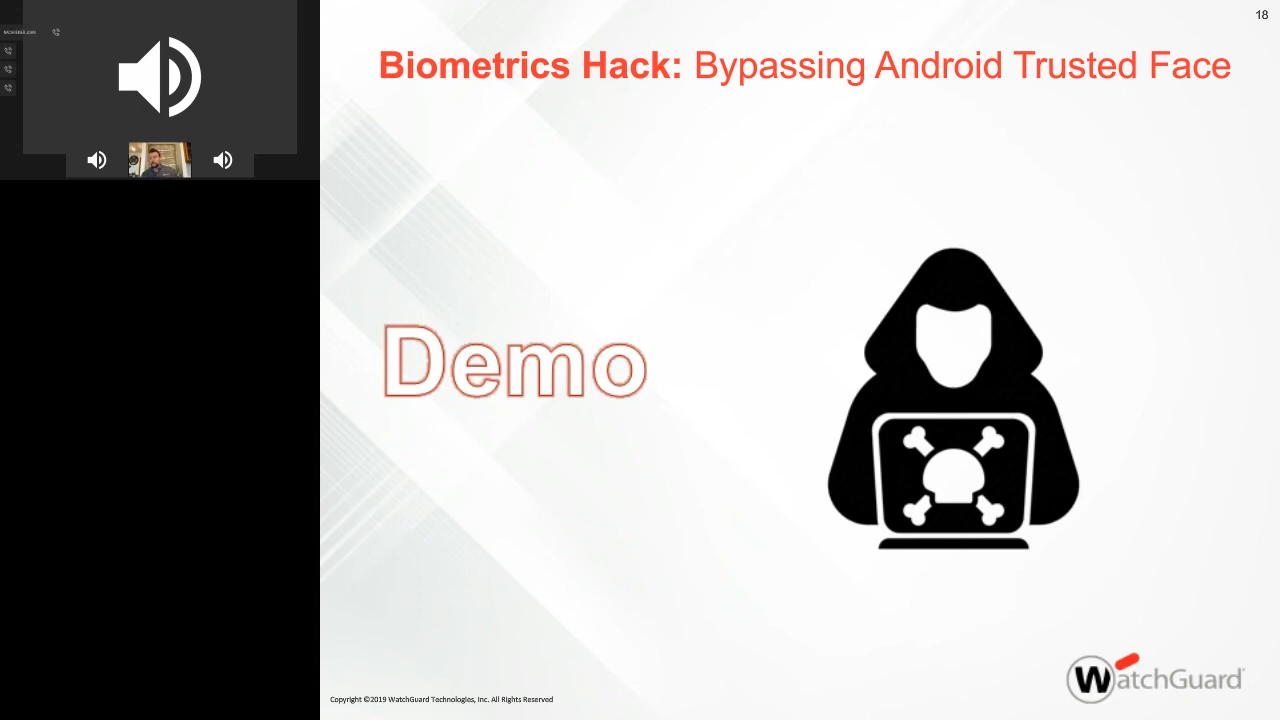 18
Biometrics Hack: Bypassing Android Trusted Face
Demo
WatchGuard
Copyright ©2019 WatchGuard Technologies, Inc. All Rights Reserved